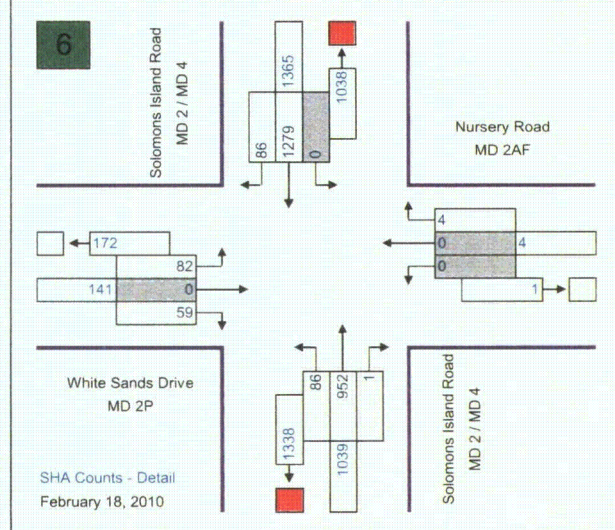 6
Solomons Island Road
MD 2 / MD 4
1365
1038
86
1279
0
Nursery Road
MD 2AF
172
82
141
0
59
4
0
4
0
1
White Sands Drive
MD 2P
86
952
1
1338
1039
Solomons Island Road
MD 2 / MD 4
SHA Counts - Detail
February 18, 2010